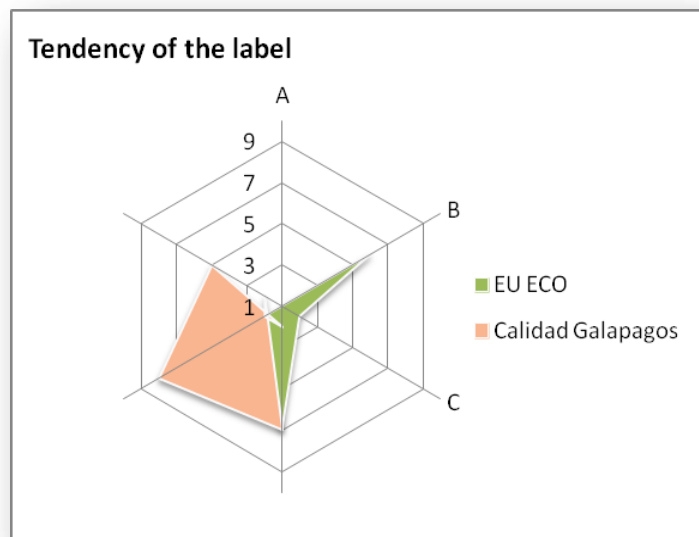 Tendency of the label
A
9
7
5
3
1
B
C
EU ECO
Calidad Galapagos